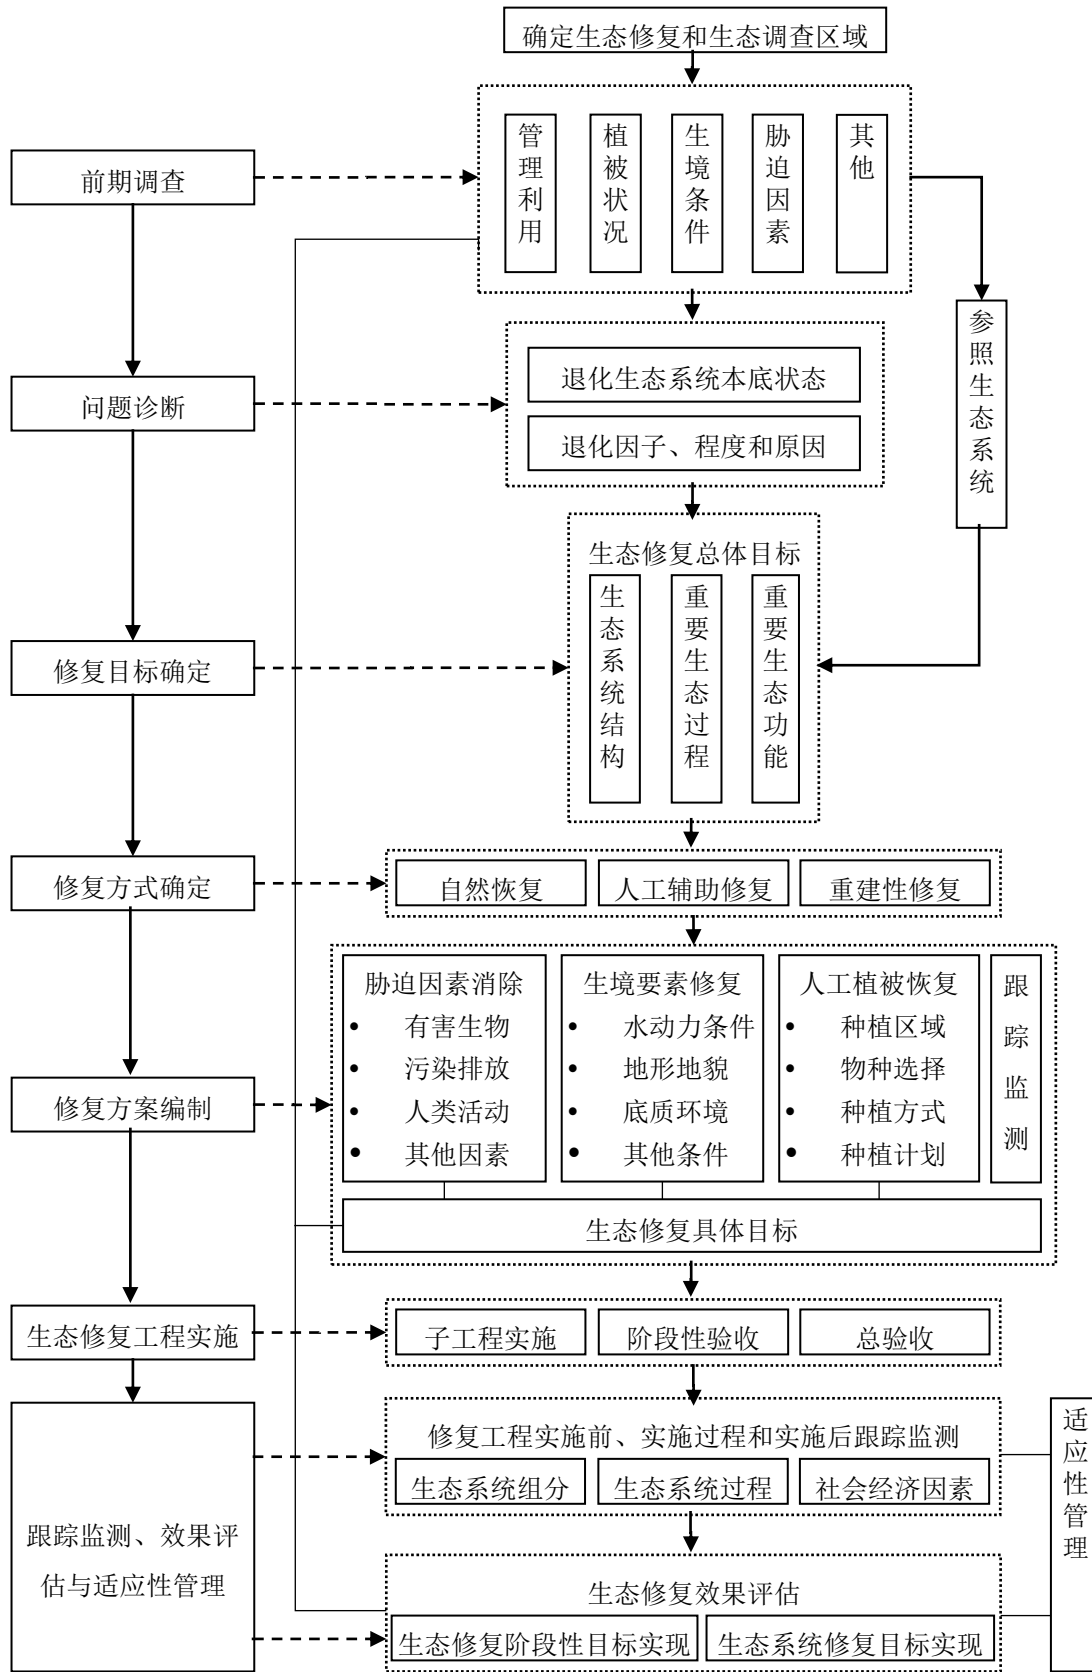 确定生态修复和生态调查区域
前期调查
管理利用
植被状况
生境条件
胁迫因素
其他
参照生态系统
问题诊断
退化生态系统本底状态
退化因子、程度和原因
修复目标确定
生态修复总体目标
生态系统结构
重要生态过程
重要生态功能
修复方式确定
自然恢复
人工辅助修复
重建性修复
修复方案编制
胁迫因素消除
• 有害生物
• 污染排放
• 人类活动
• 其他因素
生境要素修复
• 水动力条件
• 地形地貌
• 底质环境
• 其他条件
人工植被恢复
• 种植区域
• 物种选择
• 种植方式
• 种植计划
跟踪监测
生态修复具体目标
生态修复工程实施
子工程实施
阶段性验收
总验收
跟踪监测、效果评
估与适应性管理
修复工程实施前、实施过程和实施后跟踪监测
生态系统组分
生态系统过程
社会经济因素
适应性管理
生态修复效果评估
生态修复阶段性目标实现
生态系统修复目标实现